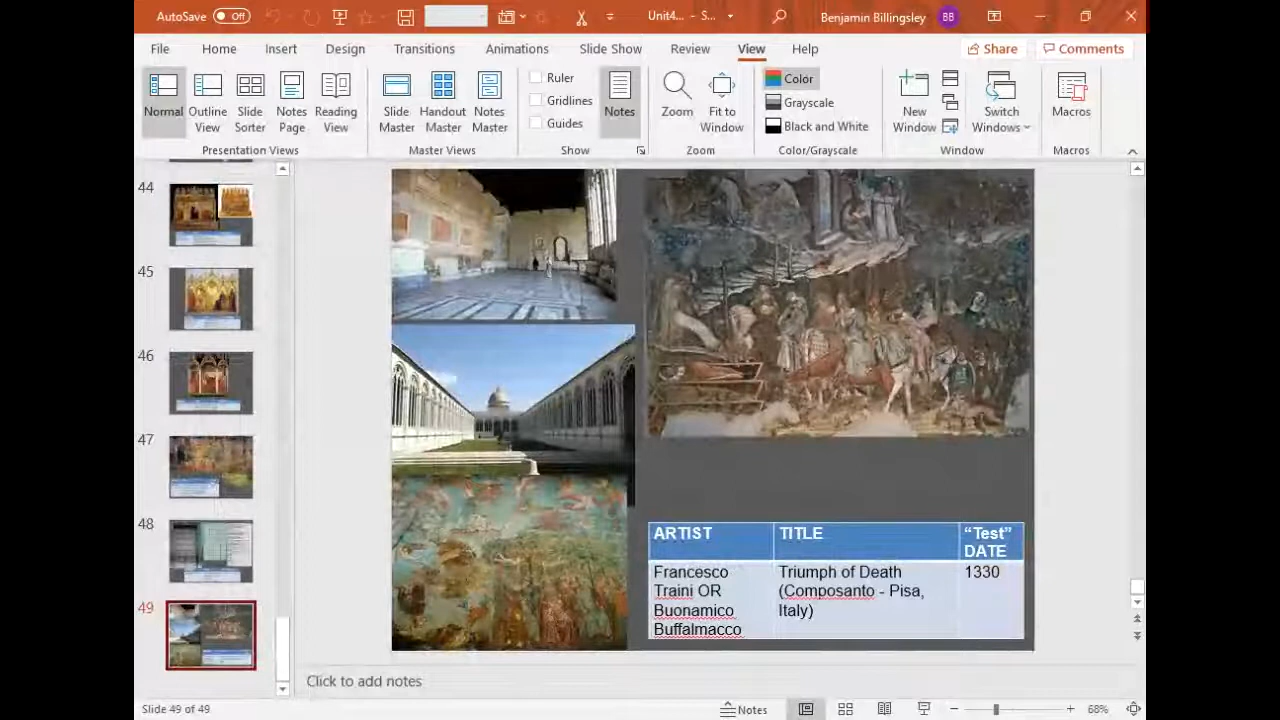 AutoSave Off Unit4... - S... Benjamin Billingsley BB
File Home Insert Design Transitions Animations Slide Show Review View Help Share Comments
Normal Outline View Slide Sorter Notes Page Reading View
Presentation Views
Slide Master Handout Master Notes Master
Master Views
Ruler
Gridlines
Guides
Notes
Show
Zoom Fit to Window
Zoom
Color
Grayscale
Black and White
Color/Grayscale
New Window Switch Windows
Window
Macros
Macros
44
45
46
47
48
49
ARTIST TITLE “Test” DATE
Francesco Triumph of Death 1330
Traini OR (Composanto - Pisa,
Buonamico Italy)
Buffalmacco
Click to add notes
Slide 49 of 49 Notes 68%